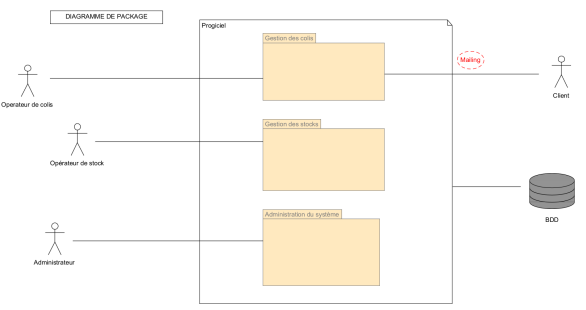 DIAGRAMME DE PACKAGE
Progiciel
Gestion des colis
Mailing
Operateur de colis
Client
Gestion des stocks
Opérateur de stock
BDD
Administration du système
Administrateur